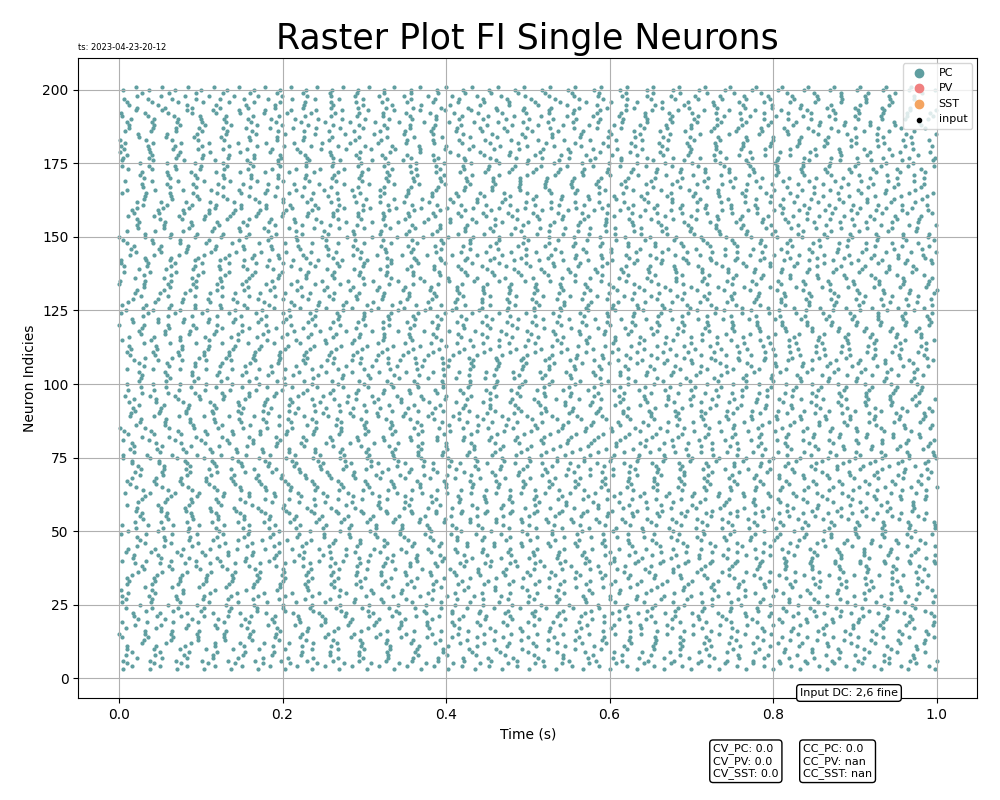 Raster Plot FI Single Neurons
ts: 2023-04-23-20-12
PC
PV
SST
input
200
175
150
125
100
75
50
25
0
Neuron Indicies
0.0 0.2 0.4 0.6 0.8 1.0
Time (s)
Input DC: 2,6 fine
CV_PC: 0.0
CV_PV: 0.0
CV_SST: 0.0
CC_PC: 0.0
CC_PV: nan
CC_SST: nan